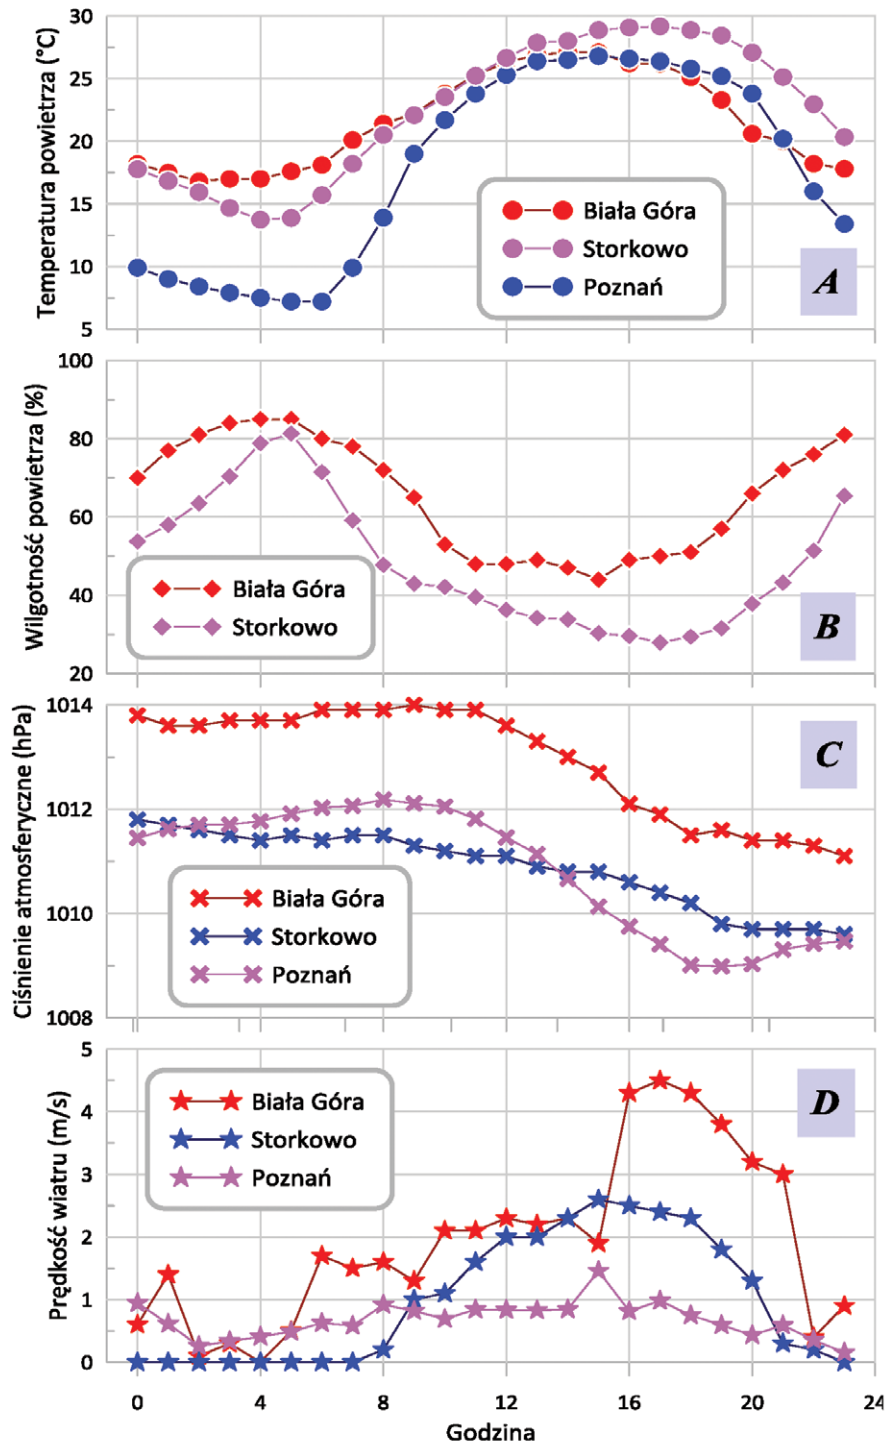 30
25
20
15
10
5
Temperatura powietrza (°C)
Biała Góra
Storkowo
Poznań
A
100
80
60
40
20
Wilgotność powietrza (%)
Biała Góra
Storkowo
B
1014
1012
1010
1008
Ciśnienie atmosferyczne (hPa)
Biała Góra
Storkowo
Poznań
C
5
4
3
2
1
0
Prędkość wiatru (m/s)
Biała Góra
Storkowo
Poznań
D
0 4 8 12 16 20 24
Godzina